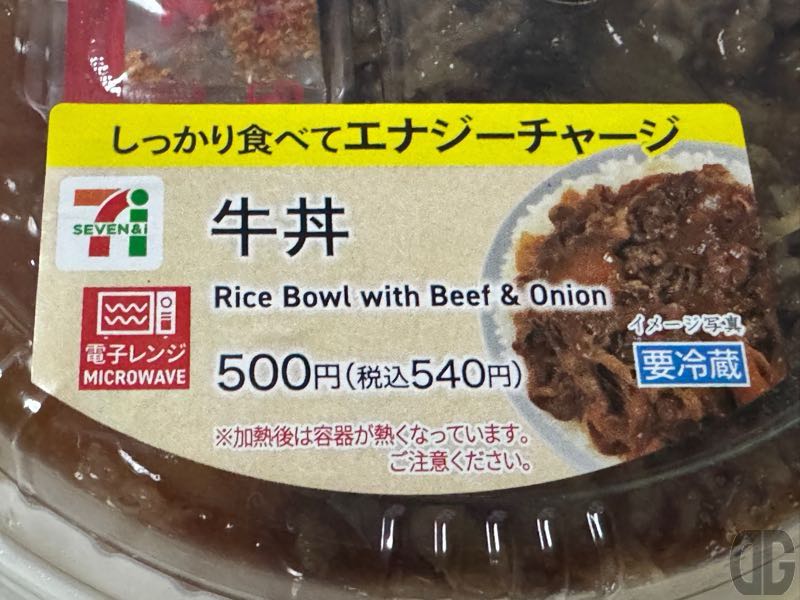 しっかり食べてエナジーチャージ
SEVEN&i
牛丼
Rice Bowl with Beef & Onion
イメージ写真
電子レンジ
MICROWAVE
500円(税込540円)
要冷蔵
※加熱後は容器が熱くなっています。
ご注意ください。
DG